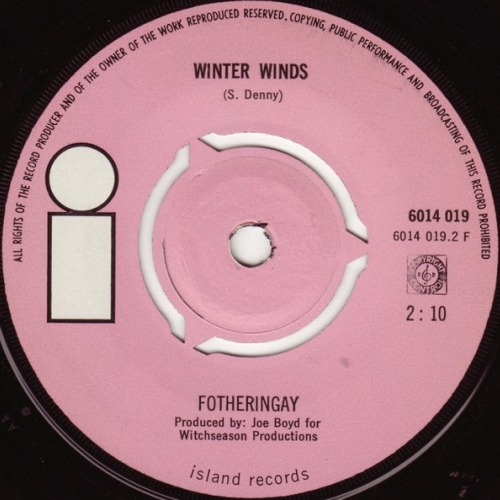 ALL RIGHTS OF THE RECORD PRODUCER AND OF THE OWNER OF THE WORK REPRODUCED RESERVED. COPYING, PUBLIC PERFORMANCE AND BROADCASTING OF THIS RECORD PROHIBITED
WINTER WINDS
(S. Denny)
i
6014 019
6014 019.2 F
COPYRIGHT CONTROL
2 : 10
FOTHERINGAY
Produced by: Joe Boyd for
Witchseason Productions
island records